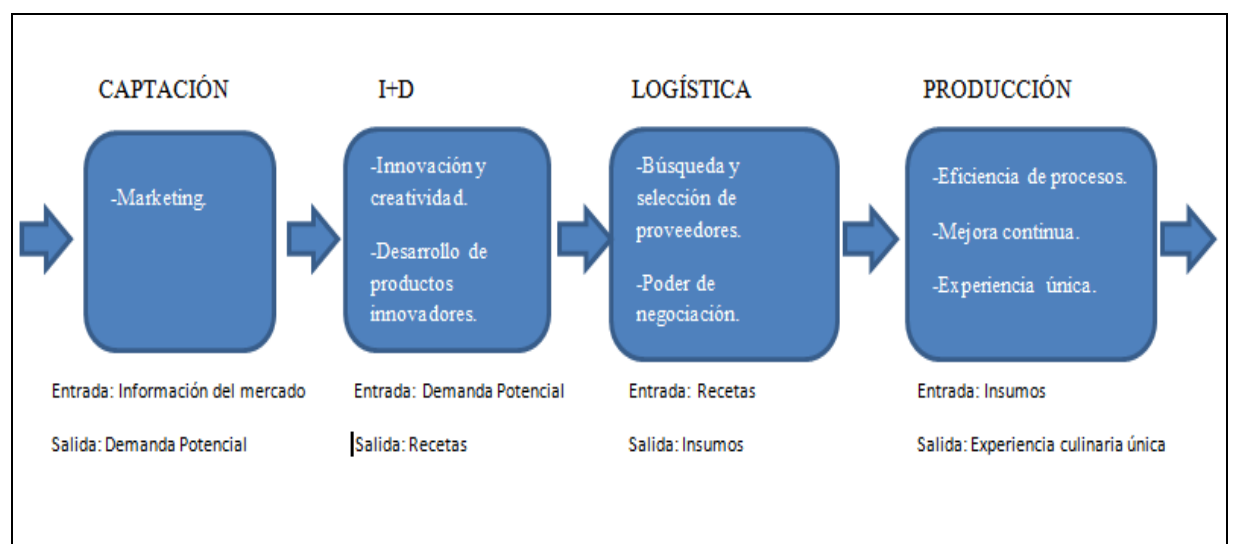 CAPTACIÓN
-Marketing.
Entrada: Información del mercado
Salida: Demanda Potencial
I+D
-Innovación y
creatividad.
-Desarrollo de
productos
innovadores.
Entrada: Demanda Potencial
Salida: Recetas
LOGÍSTICA
-Búsqueda y
selección de
proveedores.
-Poder de
negociación.
Entrada: Recetas
Salida: Insumos
PRODUCCIÓN
-Eficiencia de procesos.
-Mejora continua.
-Experiencia única.
Entrada: Insumos
Salida: Experiencia culinaria única